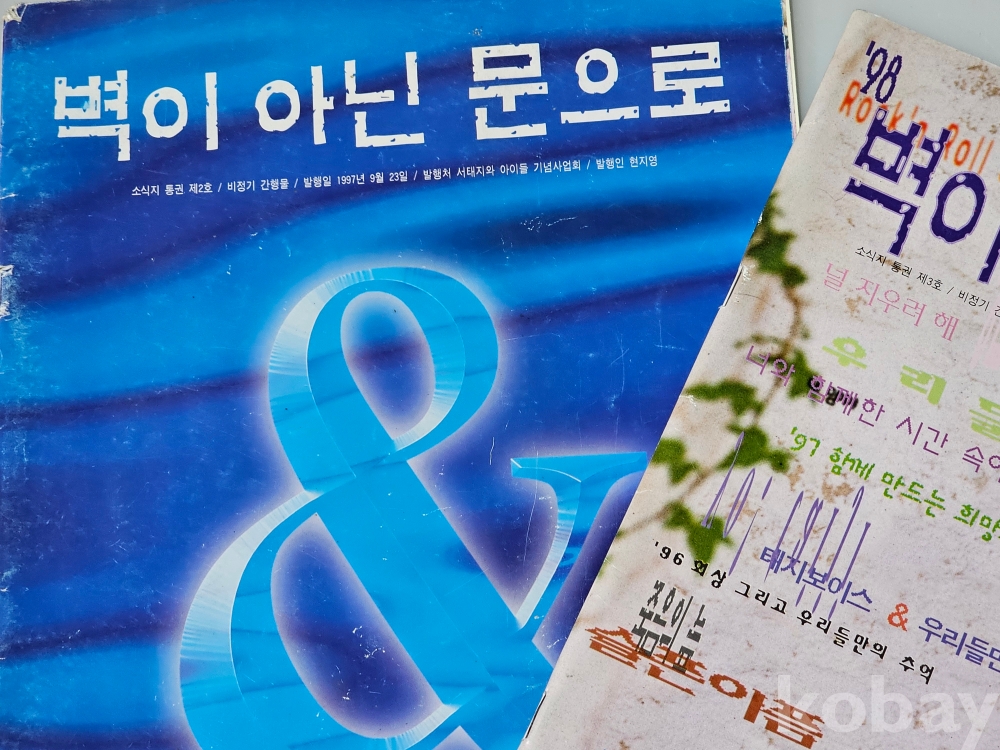 벽이 아닌 문으로
소식지 통권 제2호 / 비정기 간행물 / 발행일 1997년 9월 23일 / 발행처 서태지와 아이들 기념사업회 / 발행인 현지영
&
'98
Rock'n Roll
벽이
소식지 통권 제3호 / 비정기
널 지우려 해
우리들
너와 함께한 시간 속
'97 함께 만드는 희망
태지보이스 & 우리들만
'96 회상 그리고 우리들만의 추억
슬픈아픔
kobay